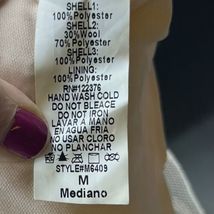 SHELL1:
100%Polyester
SHELL2:
30%Wool
70%Polyester
SHELL3:
100%Polyester
LINING:
100%Polyester
RN#122376
HAND WASH COLD
DO NOT BLEACE
DO NOT IRON
LAVAR A MANO
EN AGUA FRIA
NO USAR CLORO
NO PLANCHAR
STYLE#M6409
M
Mediano